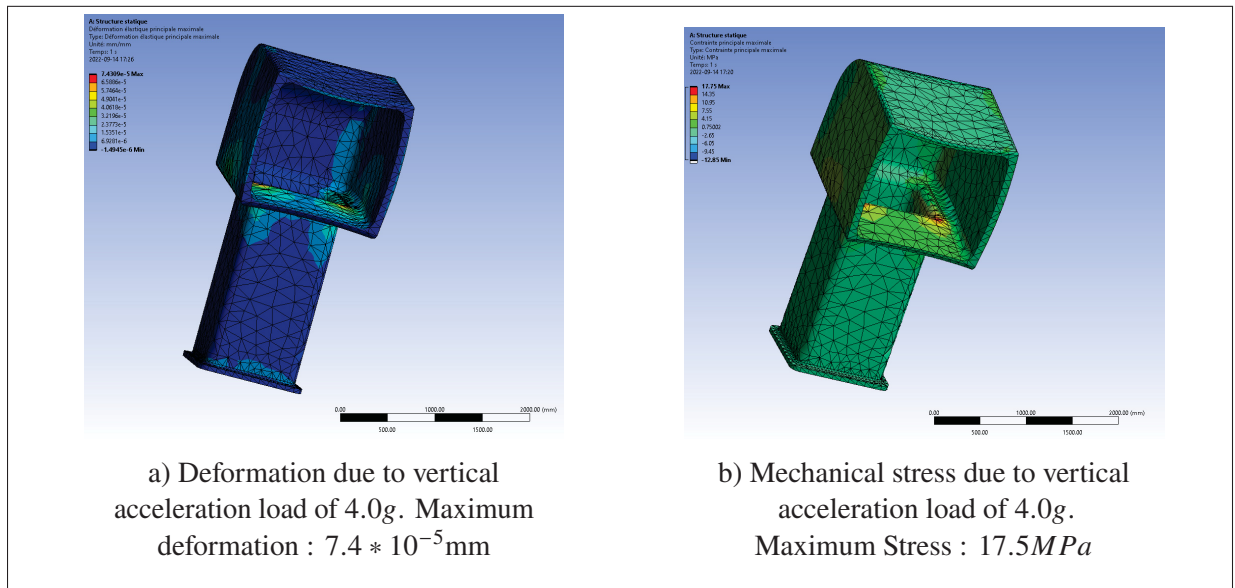 A: Structure statique
Déformation élastique principale maximale
Type: Déformation élastique principale maximale
Unité: mm/mm
Temps: 1 s
2022-09-14 17:26
7.4309e-5 Max
6.5886e-5
5.7464e-5
4.9041e-5
4.0618e-5
3.2196e-5
2.3773e-5
1.5351e-5
6.9281e-6
-1.4945e-6 Min
0.00
1000.00
2000.00 (mm)
500.00
1500.00
a) Deformation due to vertical
acceleration load of 4.0g. Maximum
deformation : 7.4 ∗ 10⁻⁵mm
A: Structure statique
Contrainte principale maximale
Type: Contrainte principale maximale
Unité: MPa
Temps: 1 s
2022-09-14 17:20
17.75 Max
14.35
10.95
7.55
4.15
0.75002
-2.65
-6.05
-9.45
-12.85 Min
0.00
1000.00
2000.00 (mm)
500.00
1500.00
b) Mechanical stress due to vertical
acceleration load of 4.0g.
Maximum Stress : 17.5MPa